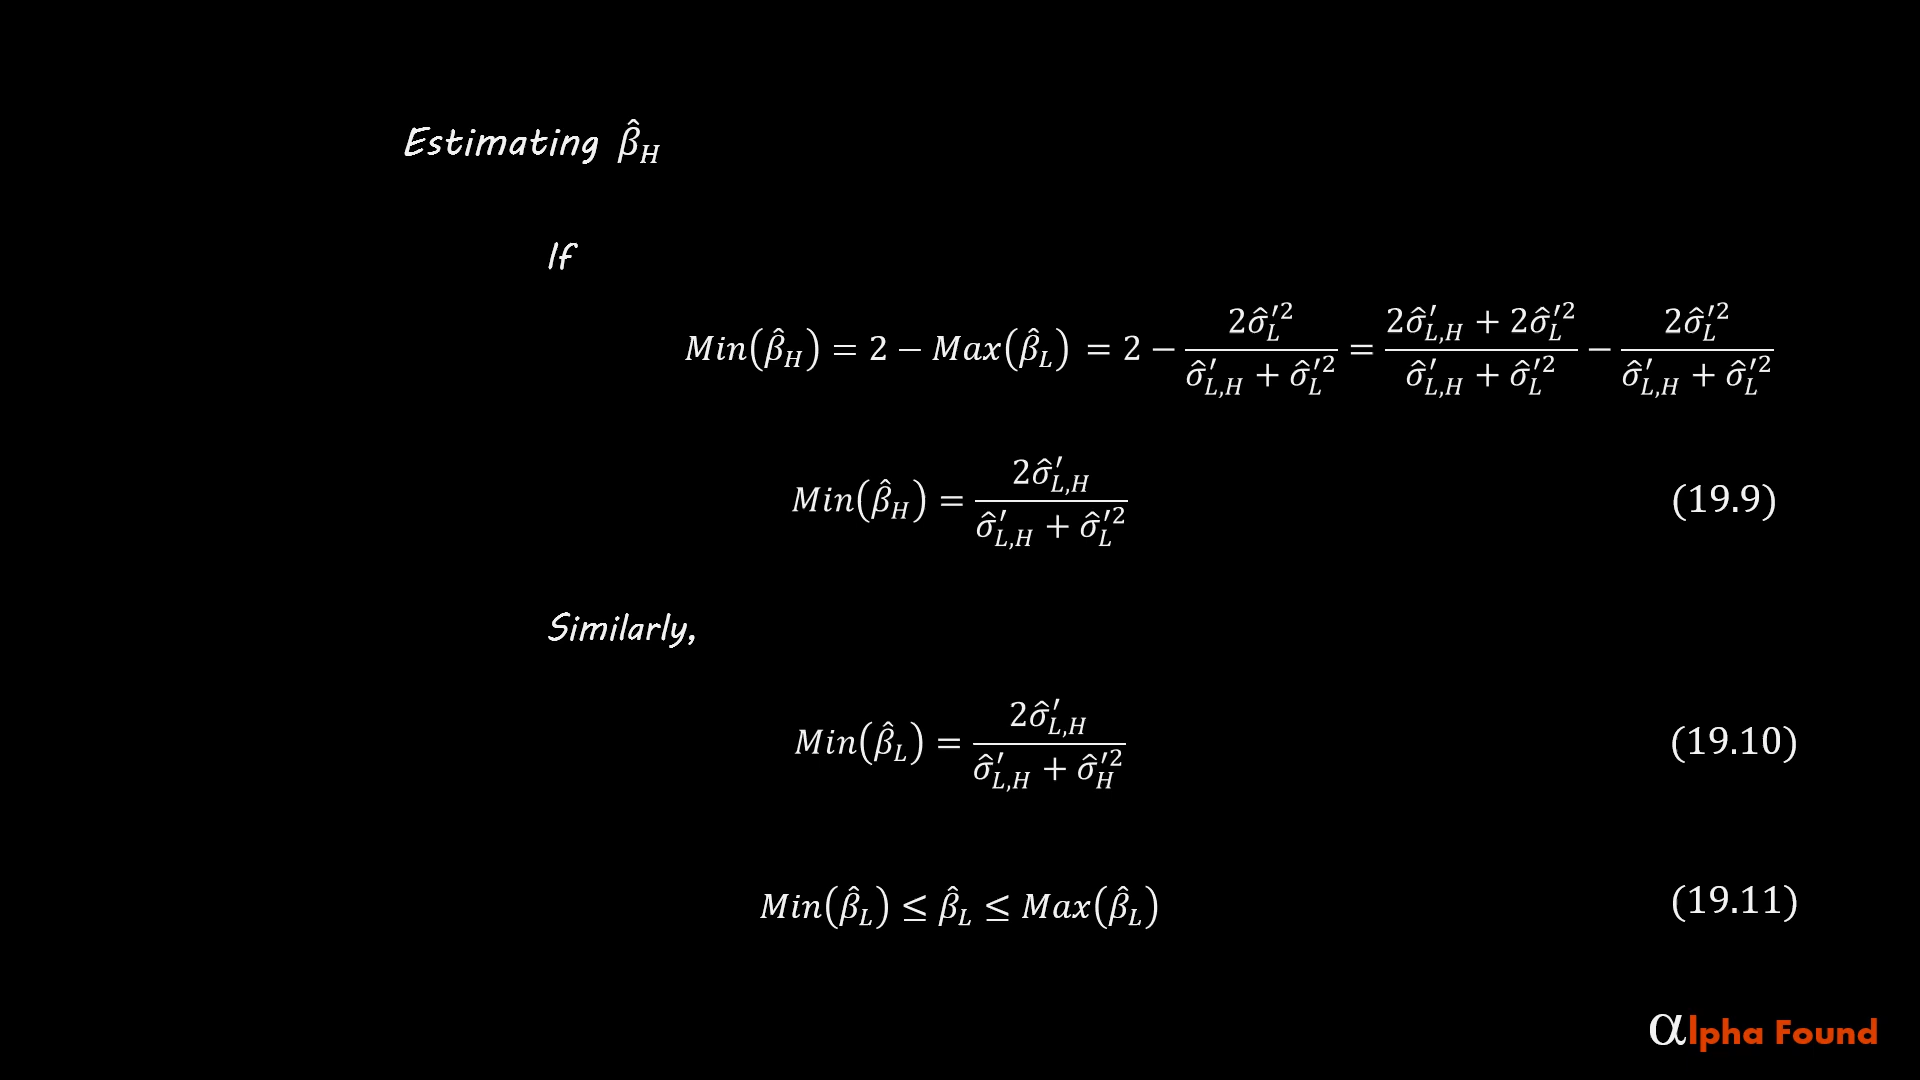 Estimating β̂_H
If
Min(β̂_H) = 2 − Max(β̂_L) = 2 − 2σ̂_L′² / (σ̂′_{L,H} + σ̂_L′²) = (2σ̂′_{L,H} + 2σ̂_L′²) / (σ̂′_{L,H} + σ̂_L′²) − 2σ̂_L′² / (σ̂′_{L,H} + σ̂_L′²)
Min(β̂_H) = 2σ̂′_{L,H} / (σ̂′_{L,H} + σ̂_L′²) (19.9)
Similarly,
Min(β̂_L) = 2σ̂′_{L,H} / (σ̂′_{L,H} + σ̂_H′²) (19.10)
Min(β̂_L) ≤ β̂_L ≤ Max(β̂_L) (19.11)
αlpha Found